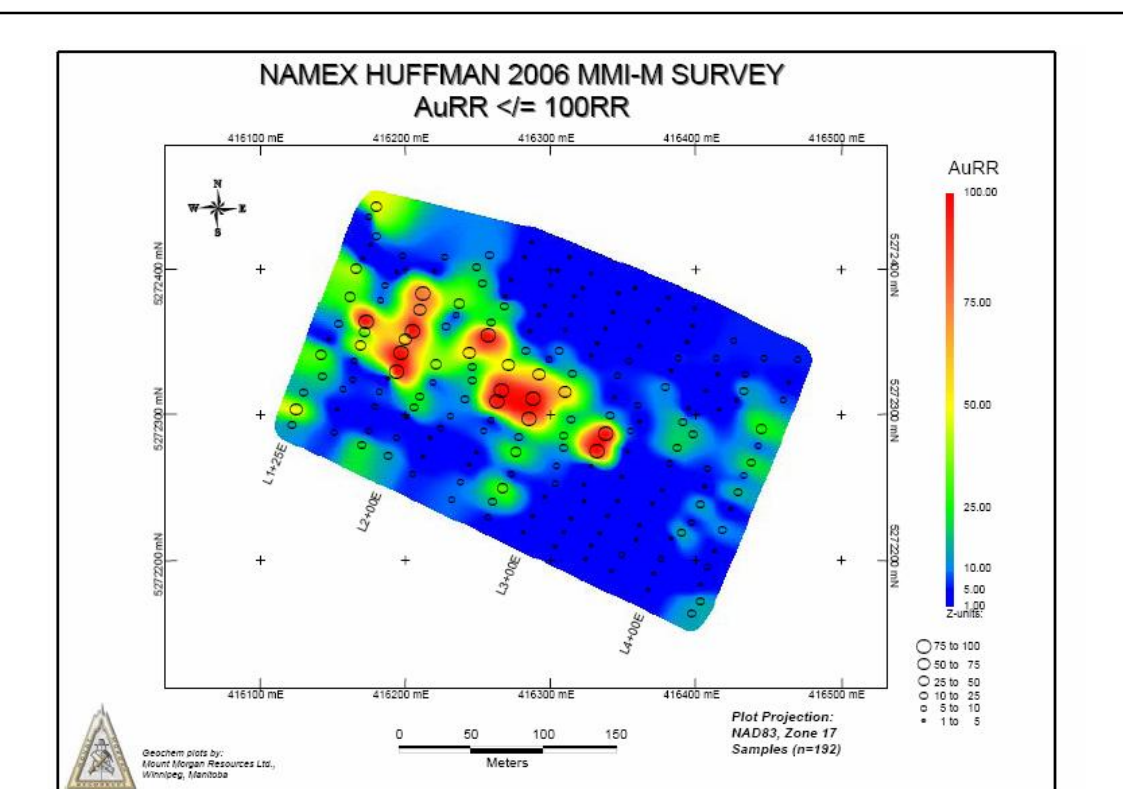 NAMEX HUFFMAN 2006 MMI-M SURVEY
AuRR </= 100RR
416100 mE 416200 mE 416300 mE 416400 mE 416500 mE
N
W E
S
5272400 mN
5272300 mN
5272200 mN
5272400 mN
5272300 mN
5272200 mN
L1+25E
L2+00E
L3+00E
L4+00E
416100 mE 416200 mE 416300 mE 416400 mE 416500 mE
AuRR
100.00
75.00
50.00
25.00
10.00
5.00
1.00
Z-units:
75 to 100
50 to 75
25 to 50
10 to 25
5 to 10
1 to 5
0 50 100 150
Meters
Plot Projection:
NAD83, Zone 17
Samples (n=192)
Geochem plots by:
Mount Morgan Resources Ltd.,
Winnipeg, Manitoba